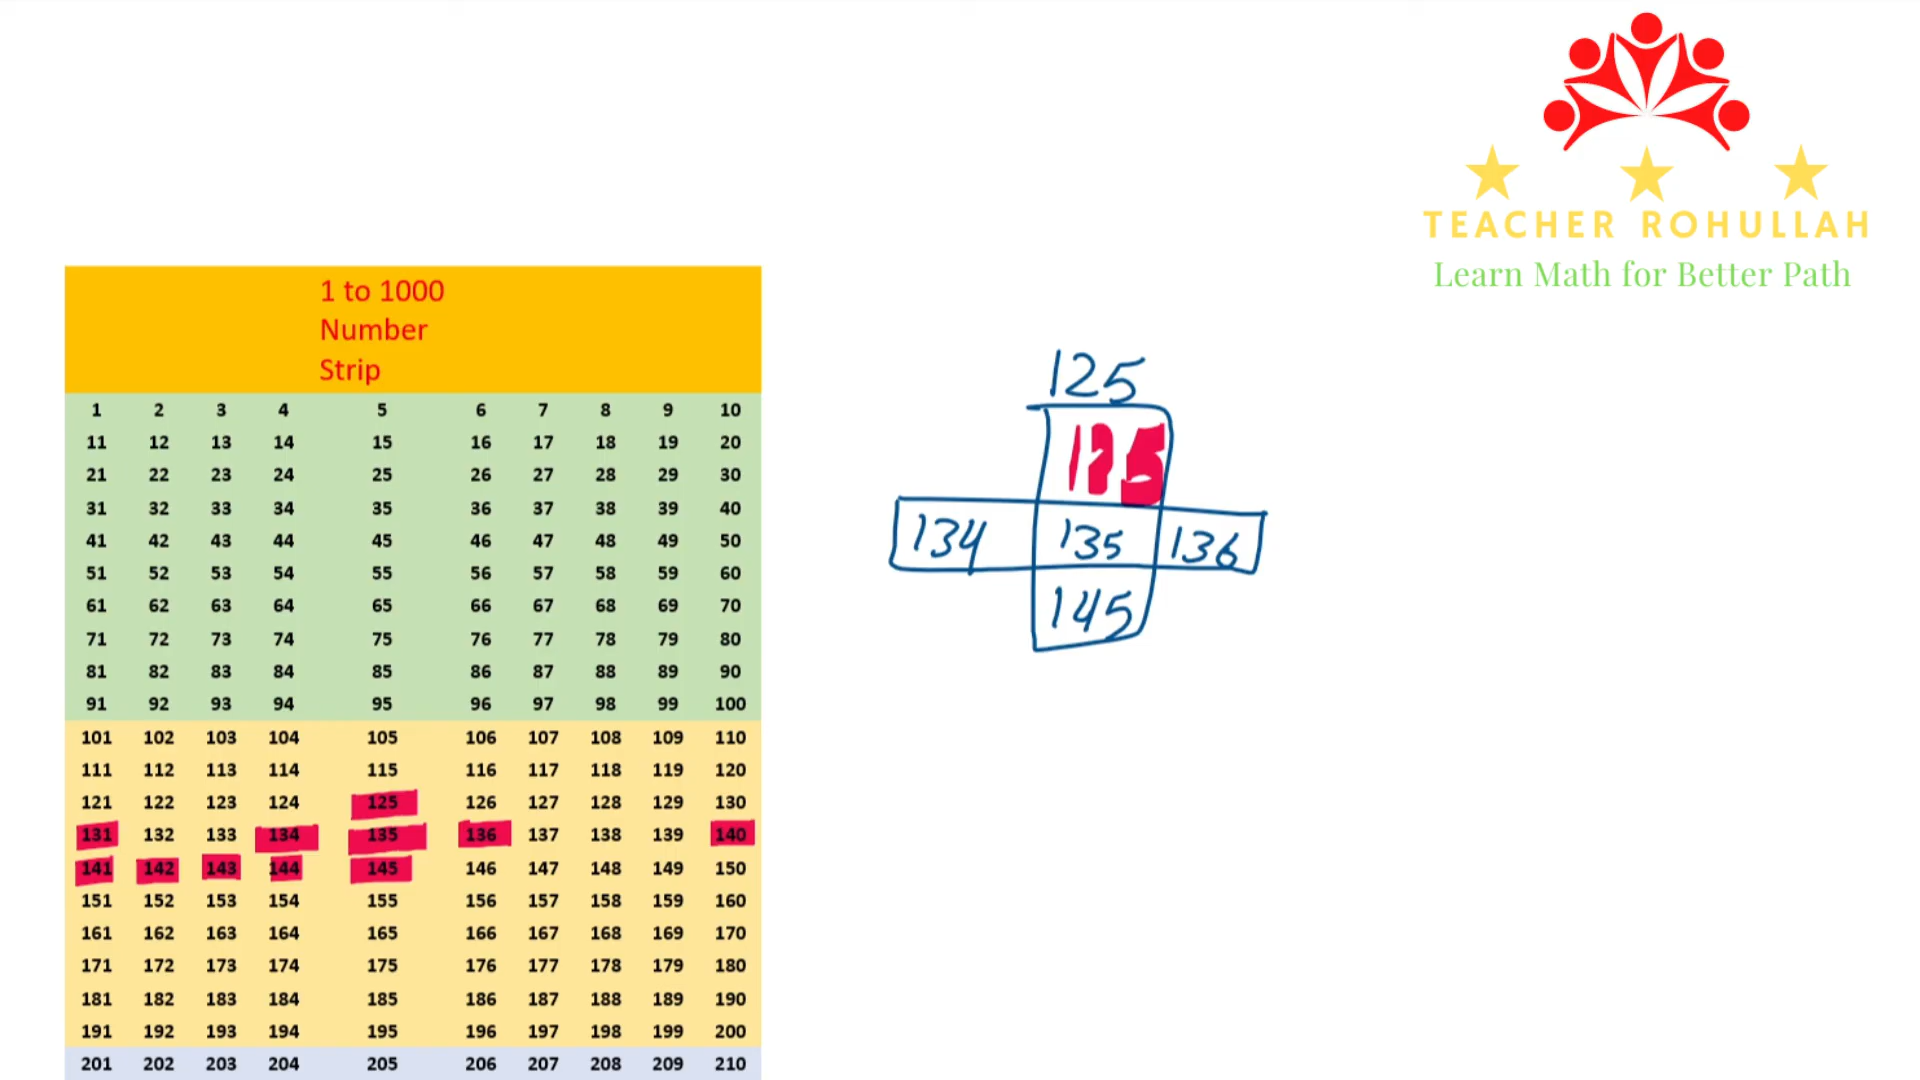 TEACHER ROHULLAH
Learn Math for Better Path
1 to 1000
Number
Strip
1 2 3 4 5 6 7 8 9 10
11 12 13 14 15 16 17 18 19 20
21 22 23 24 25 26 27 28 29 30
31 32 33 34 35 36 37 38 39 40
41 42 43 44 45 46 47 48 49 50
51 52 53 54 55 56 57 58 59 60
61 62 63 64 65 66 67 68 69 70
71 72 73 74 75 76 77 78 79 80
81 82 83 84 85 86 87 88 89 90
91 92 93 94 95 96 97 98 99 100
101 102 103 104 105 106 107 108 109 110
111 112 113 114 115 116 117 118 119 120
121 122 123 124 125 126 127 128 129 130
131 132 133 134 135 136 137 138 139 140
141 142 143 144 145 146 147 148 149 150
151 152 153 154 155 156 157 158 159 160
161 162 163 164 165 166 167 168 169 170
171 172 173 174 175 176 177 178 179 180
181 182 183 184 185 186 187 188 189 190
191 192 193 194 195 196 197 198 199 200
201 202 203 204 205 206 207 208 209 210
125
125
134 135 136
145